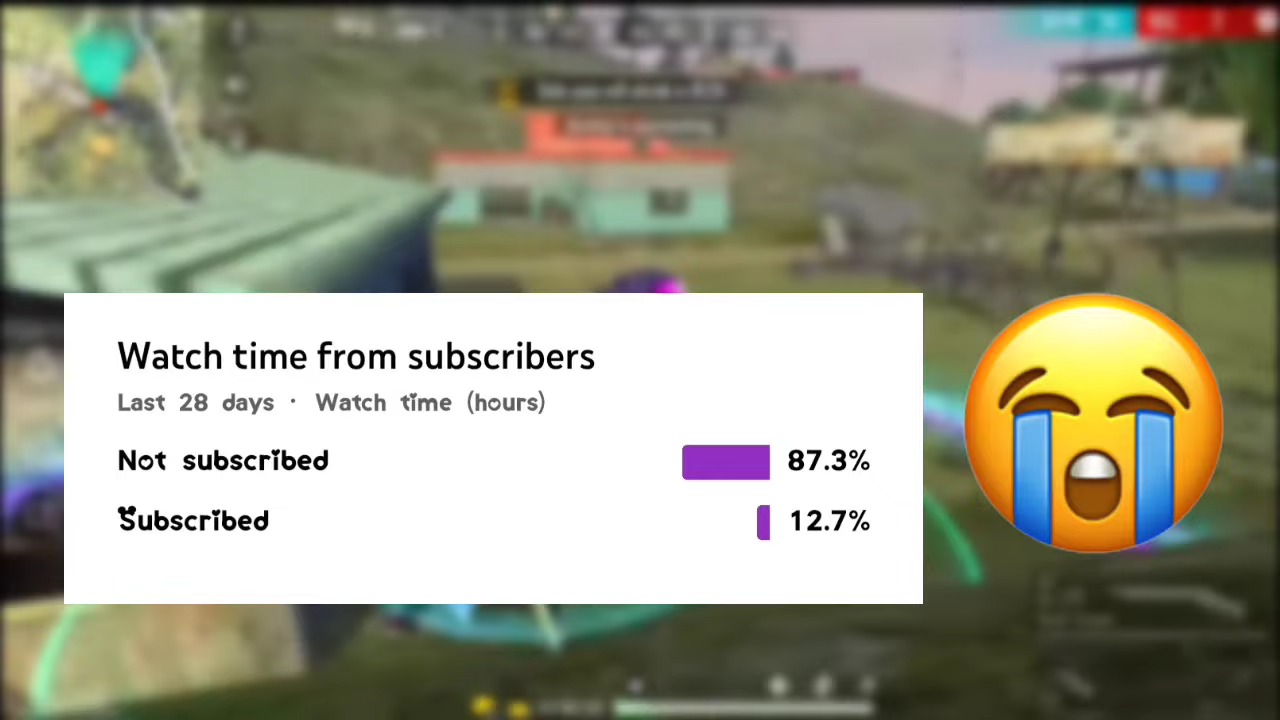 Watch time from subscribers
Last 28 days · Watch time (hours)
Not subscribed 87.3%
Subscribed 12.7%